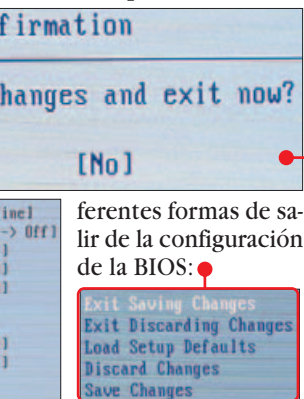 firmation
hanges and exit now?
[No]
ine]
-> Off]
]
]
]
]
]
ferentes formas de sa-
lir de la configuración
de la BIOS:
Exit Saving Changes
Exit Discarding Changes
Load Setup Defaults
Discard Changes
Save Changes